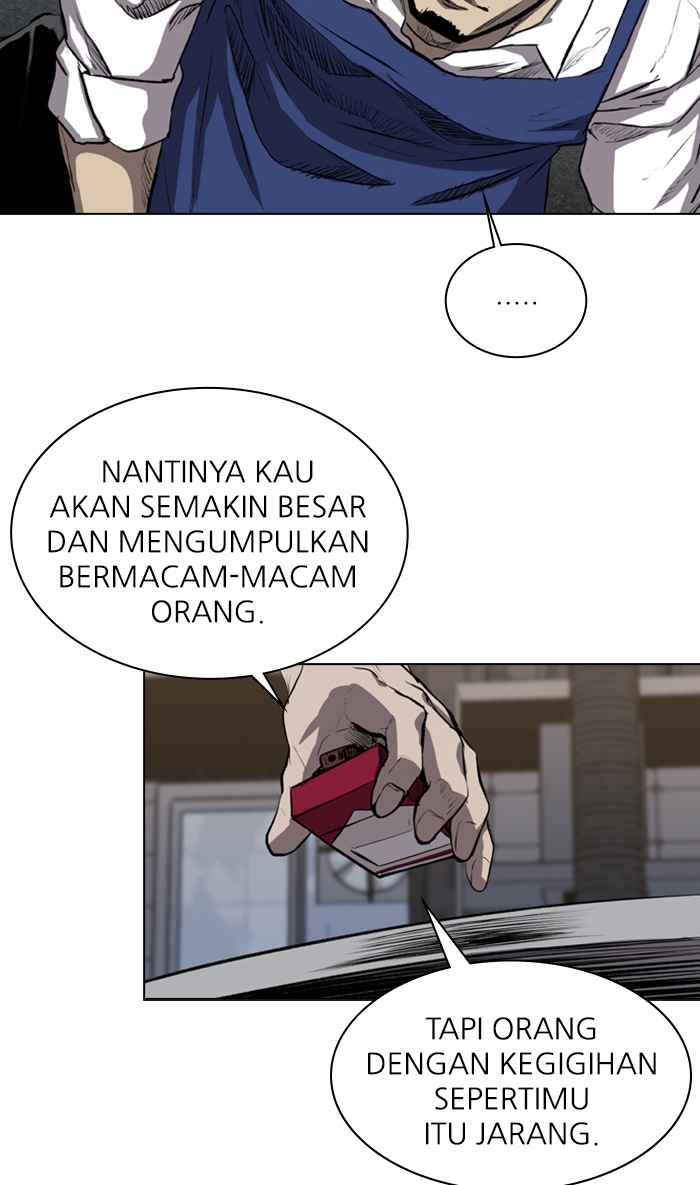 .....
NANTINYA KAU
AKAN SEMAKIN BESAR
DAN MENGUMPULKAN
BERMACAM-MACAM
ORANG.
TAPI ORANG
DENGAN KEGIGIHAN
SEPERTIMU
ITU JARANG.